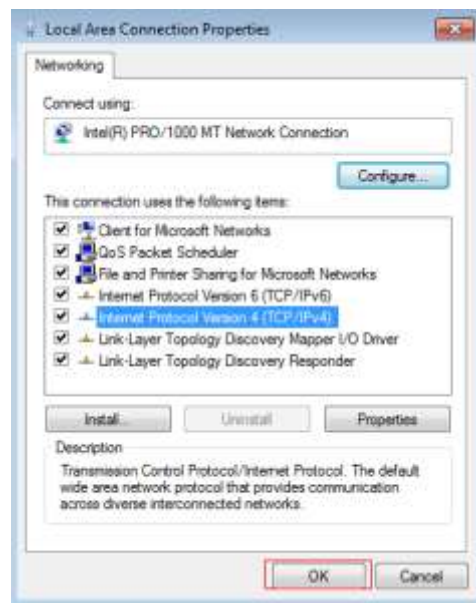 Local Area Connection Properties
Networking
Connect using:
Intel(R) PRO/1000 MT Network Connection
Configure...
This connection uses the following items:
Client for Microsoft Networks
QoS Packet Scheduler
File and Printer Sharing for Microsoft Networks
Internet Protocol Version 6 (TCP/IPv6)
Internet Protocol Version 4 (TCP/IPv4)
Link-Layer Topology Discovery Mapper I/O Driver
Link-Layer Topology Discovery Responder
Install... Uninstall Properties
Description
Transmission Control Protocol/Internet Protocol. The default
wide area network protocol that provides communication
across diverse interconnected networks.
OK Cancel